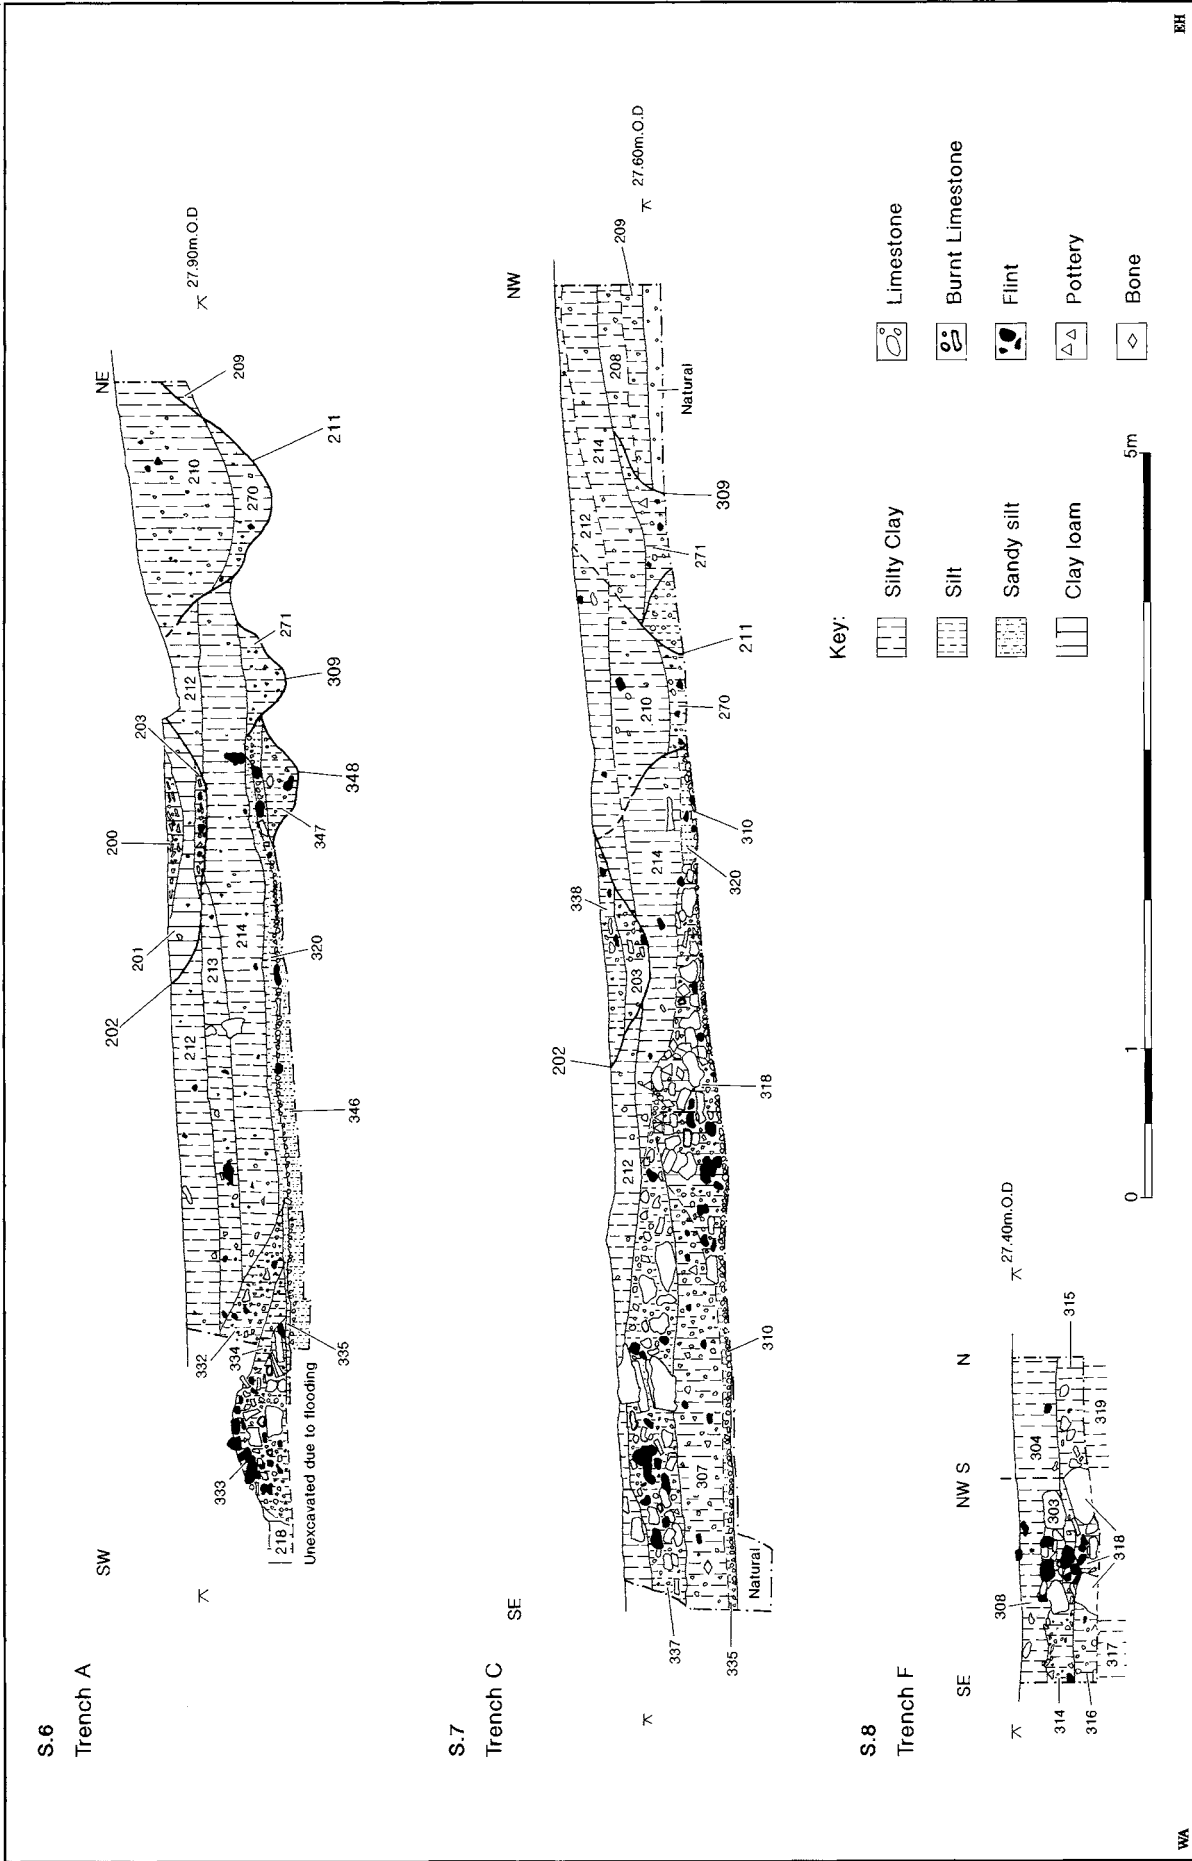 S.6
Trench A
SW
NE
27.90m.O.D
200
203
201
202
212
212
213
214
210
270
209
211
271
309
348
347
320
346
332
334
335
333
218
Unexcavated due to flooding
S.7
Trench C
SE
NW
27.60m.O.D
338
202
203
212
212
214
214
208
209
Natural
309
271
211
210
270
310
320
318
310
307
337
335
Natural
S.8
Trench F
SE
NW S
N
27.40m.O.D
308
303
304
315
319
318
314
316
317
Key:
Silty Clay
Silt
Sandy silt
Clay loam
Limestone
Burnt Limestone
Flint
Pottery
Bone
0
1
5m
WA
EH